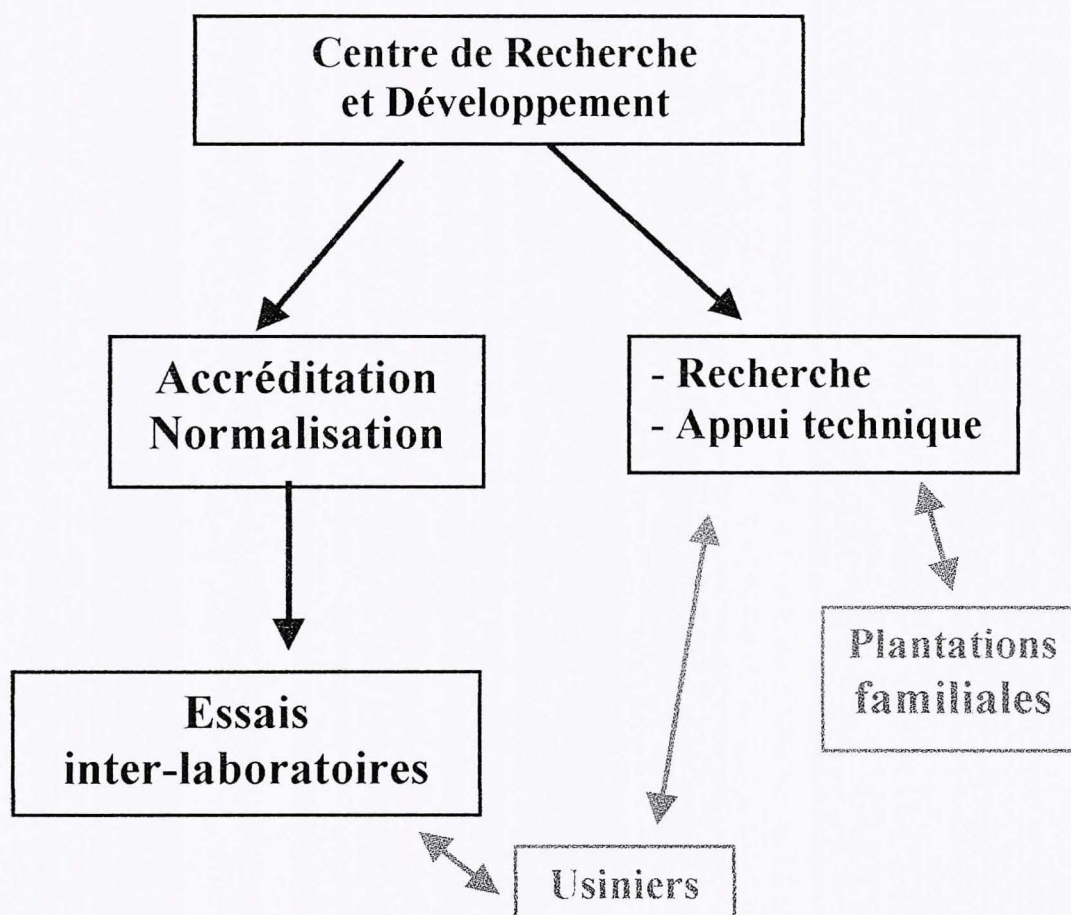 Centre de Recherche
et Développement
Accréditation
Normalisation
- Recherche
- Appui technique
Plantations
familiales
Essais
inter-laboratoires
Usiniers